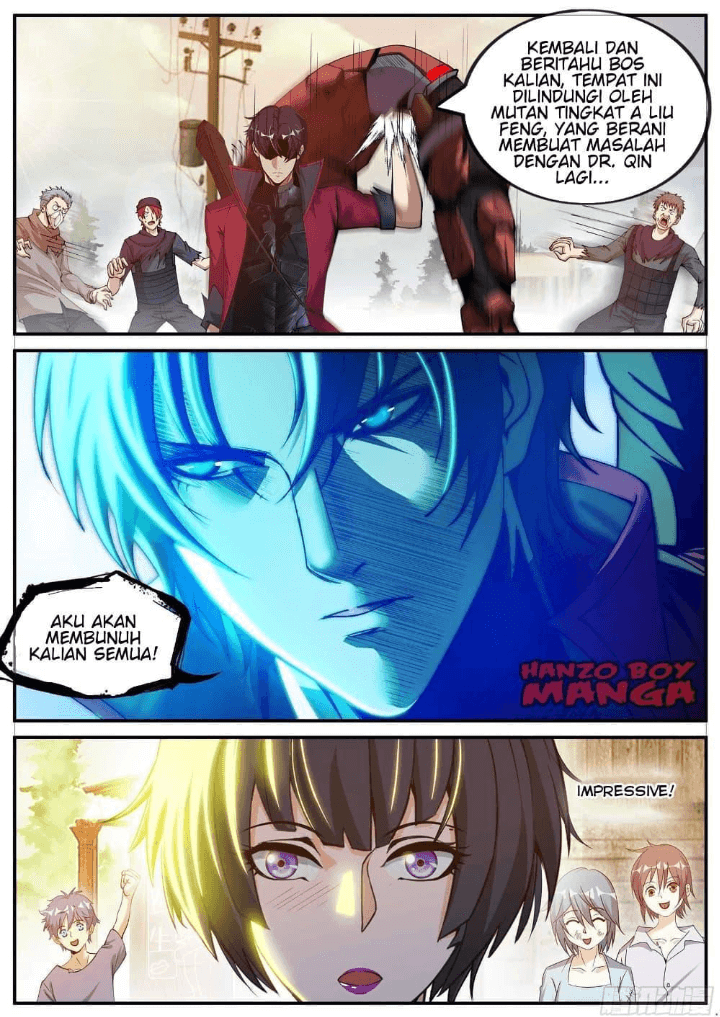 KEMBALI DAN
BERITAHU BOS
KALIAN, TEMPAT INI
DILINDUNGI OLEH
MUTAN TINGKAT A LIU
FENG, YANG BERANI
MEMBUAT MASALAH
DENGAN DR. QIN
LAGI...
AKU AKAN
MEMBUNUH
KALIAN SEMUA!
HANZO BOY
MANGA
IMPRESSIVE!